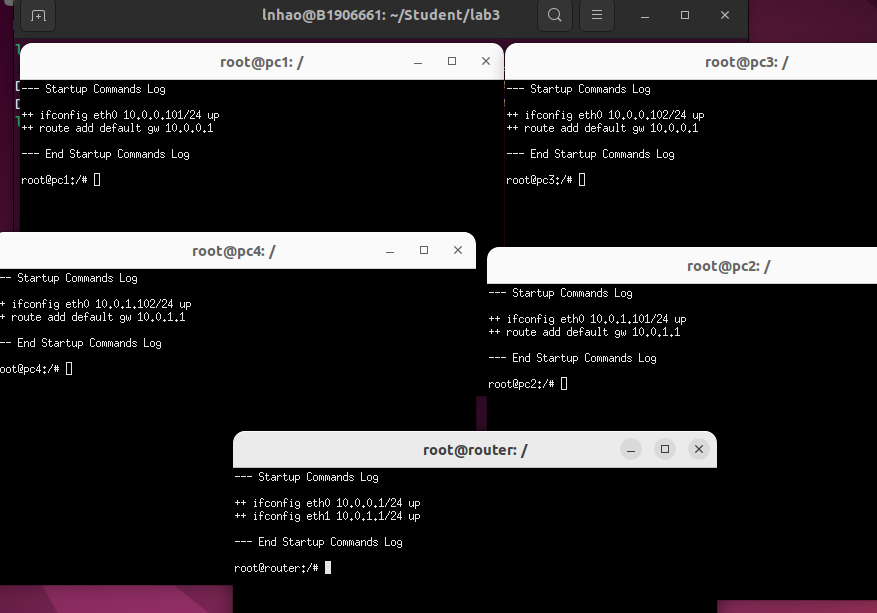 lnhao@B1906661: ~/Student/lab3
root@pc1: /
--- Startup Commands Log
++ ifconfig eth0 10.0.0.101/24 up
++ route add default gw 10.0.0.1
--- End Startup Commands Log
root@pc1:/#
root@pc3: /
--- Startup Commands Log
++ ifconfig eth0 10.0.0.102/24 up
++ route add default gw 10.0.0.1
--- End Startup Commands Log
root@pc3:/#
root@pc4: /
-- Startup Commands Log
+ ifconfig eth0 10.0.1.102/24 up
+ route add default gw 10.0.1.1
-- End Startup Commands Log
oot@pc4:/#
root@pc2: /
--- Startup Commands Log
++ ifconfig eth0 10.0.1.101/24 up
++ route add default gw 10.0.1.1
--- End Startup Commands Log
root@pc2:/#
root@router: /
--- Startup Commands Log
++ ifconfig eth0 10.0.0.1/24 up
++ ifconfig eth1 10.0.1.1/24 up
--- End Startup Commands Log
root@router:/#